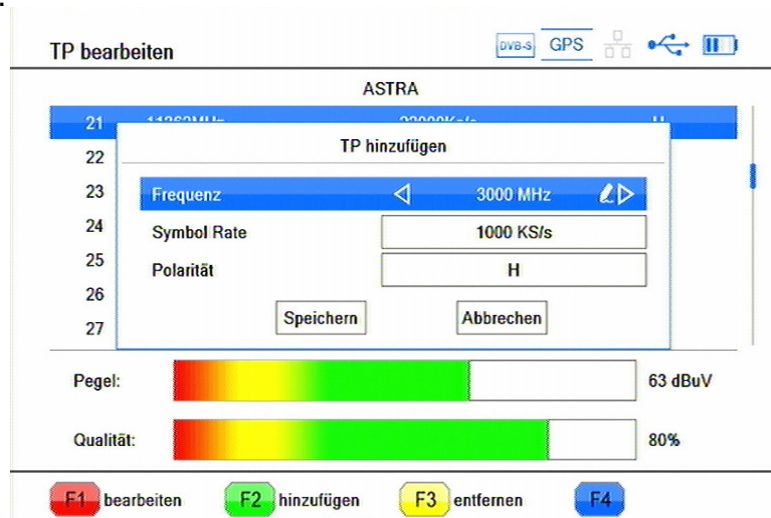 TP bearbeiten DVB-S GPS
ASTRA
21 H
TP hinzufügen
22
23 Frequenz 3000 MHz
24 Symbol Rate 1000 KS/s
25 Polarität H
26
Speichern Abbrechen
27
Pegel: 63 dBuV
Qualität: 80%
F1 bearbeiten F2 hinzufügen F3 entfernen F4